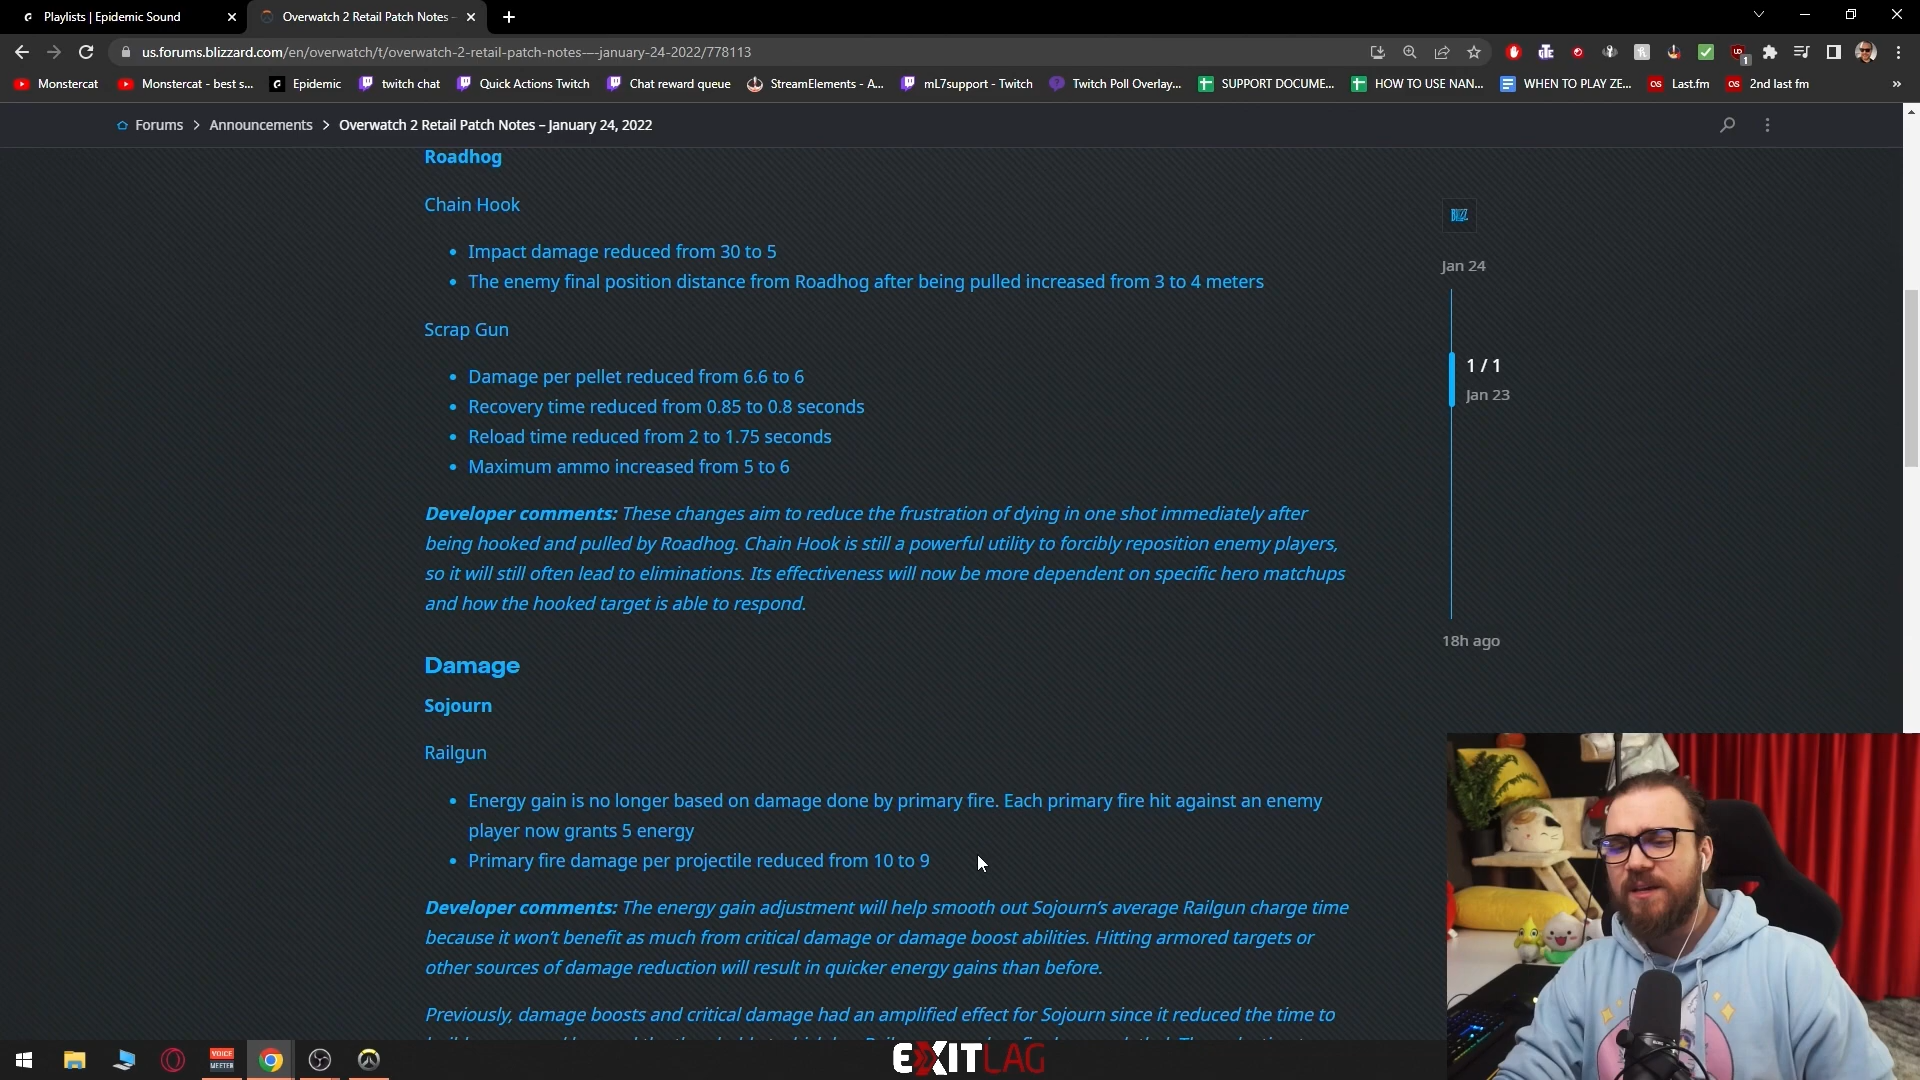 Playlists | Epidemic Sound
Overwatch 2 Retail Patch Notes -
us.forums.blizzard.com/en/overwatch/t/overwatch-2-retail-patch-notes—-january-24-2022/778113
Monstercat
Monstercat - best s...
Epidemic
twitch chat
Quick Actions Twitch
Chat reward queue
StreamElements - A...
mL7support - Twitch
Twitch Poll Overlay...
SUPPORT DOCUME...
HOW TO USE NAN...
WHEN TO PLAY ZE...
Last.fm
2nd last fm
Forums > Announcements > Overwatch 2 Retail Patch Notes – January 24, 2022
Roadhog
Chain Hook
BLIZZ
• Impact damage reduced from 30 to 5
Jan 24
• The enemy final position distance from Roadhog after being pulled increased from 3 to 4 meters
Scrap Gun
1 / 1
• Damage per pellet reduced from 6.6 to 6
Jan 23
• Recovery time reduced from 0.85 to 0.8 seconds
• Reload time reduced from 2 to 1.75 seconds
• Maximum ammo increased from 5 to 6
Developer comments: These changes aim to reduce the frustration of dying in one shot immediately after
being hooked and pulled by Roadhog. Chain Hook is still a powerful utility to forcibly reposition enemy players,
so it will still often lead to eliminations. Its effectiveness will now be more dependent on specific hero matchups
and how the hooked target is able to respond.
18h ago
Damage
Sojourn
Railgun
• Energy gain is no longer based on damage done by primary fire. Each primary fire hit against an enemy
player now grants 5 energy
• Primary fire damage per projectile reduced from 10 to 9
Developer comments: The energy gain adjustment will help smooth out Sojourn's average Railgun charge time
because it won't benefit as much from critical damage or damage boost abilities. Hitting armored targets or
other sources of damage reduction will result in quicker energy gains than before.
Previously, damage boosts and critical damage had an amplified effect for Sojourn since it reduced the time to
VOICE
MEETER
EXITLAG